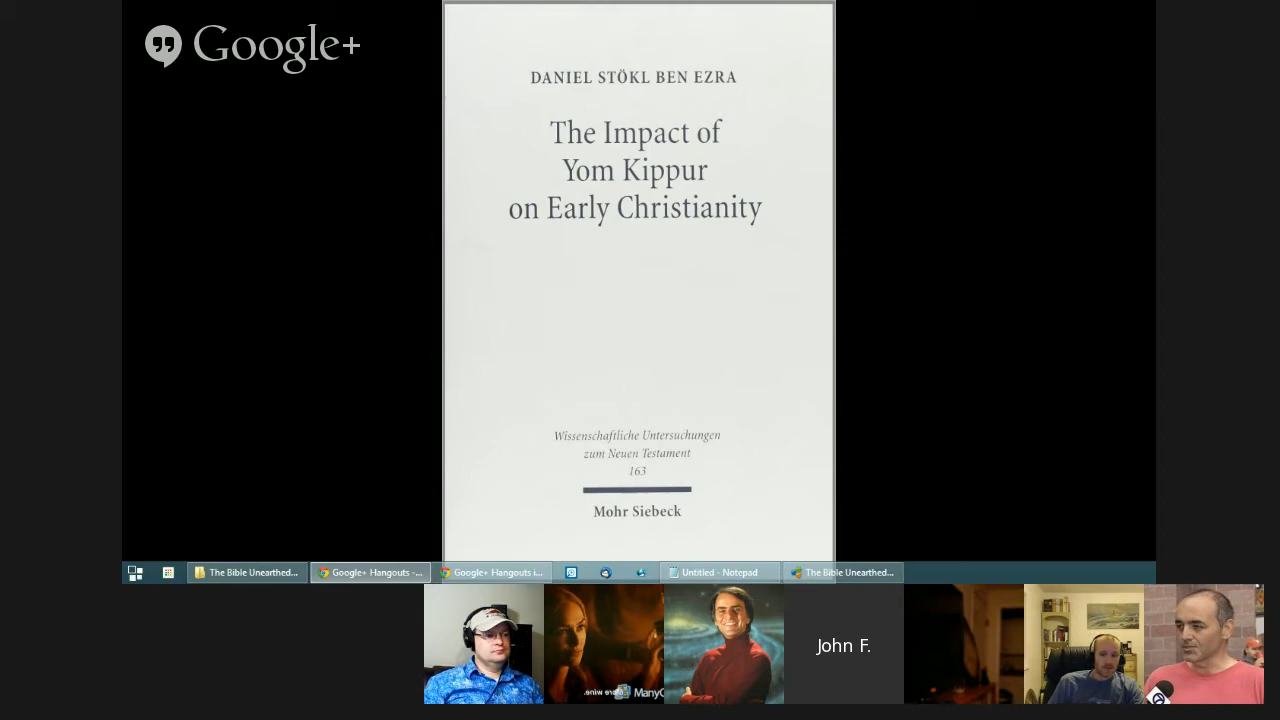 Google+
DANIEL STÖKL BEN EZRA
The Impact of
Yom Kippur
on Early Christianity
Wissenschaftliche Untersuchungen
zum Neuen Testament
163
Mohr Siebeck
The Bible Unearthed...
Google+ Hangouts -...
Google+ Hangouts i...
Untitled - Notepad
The Bible Unearthed...
John F.
ManyC